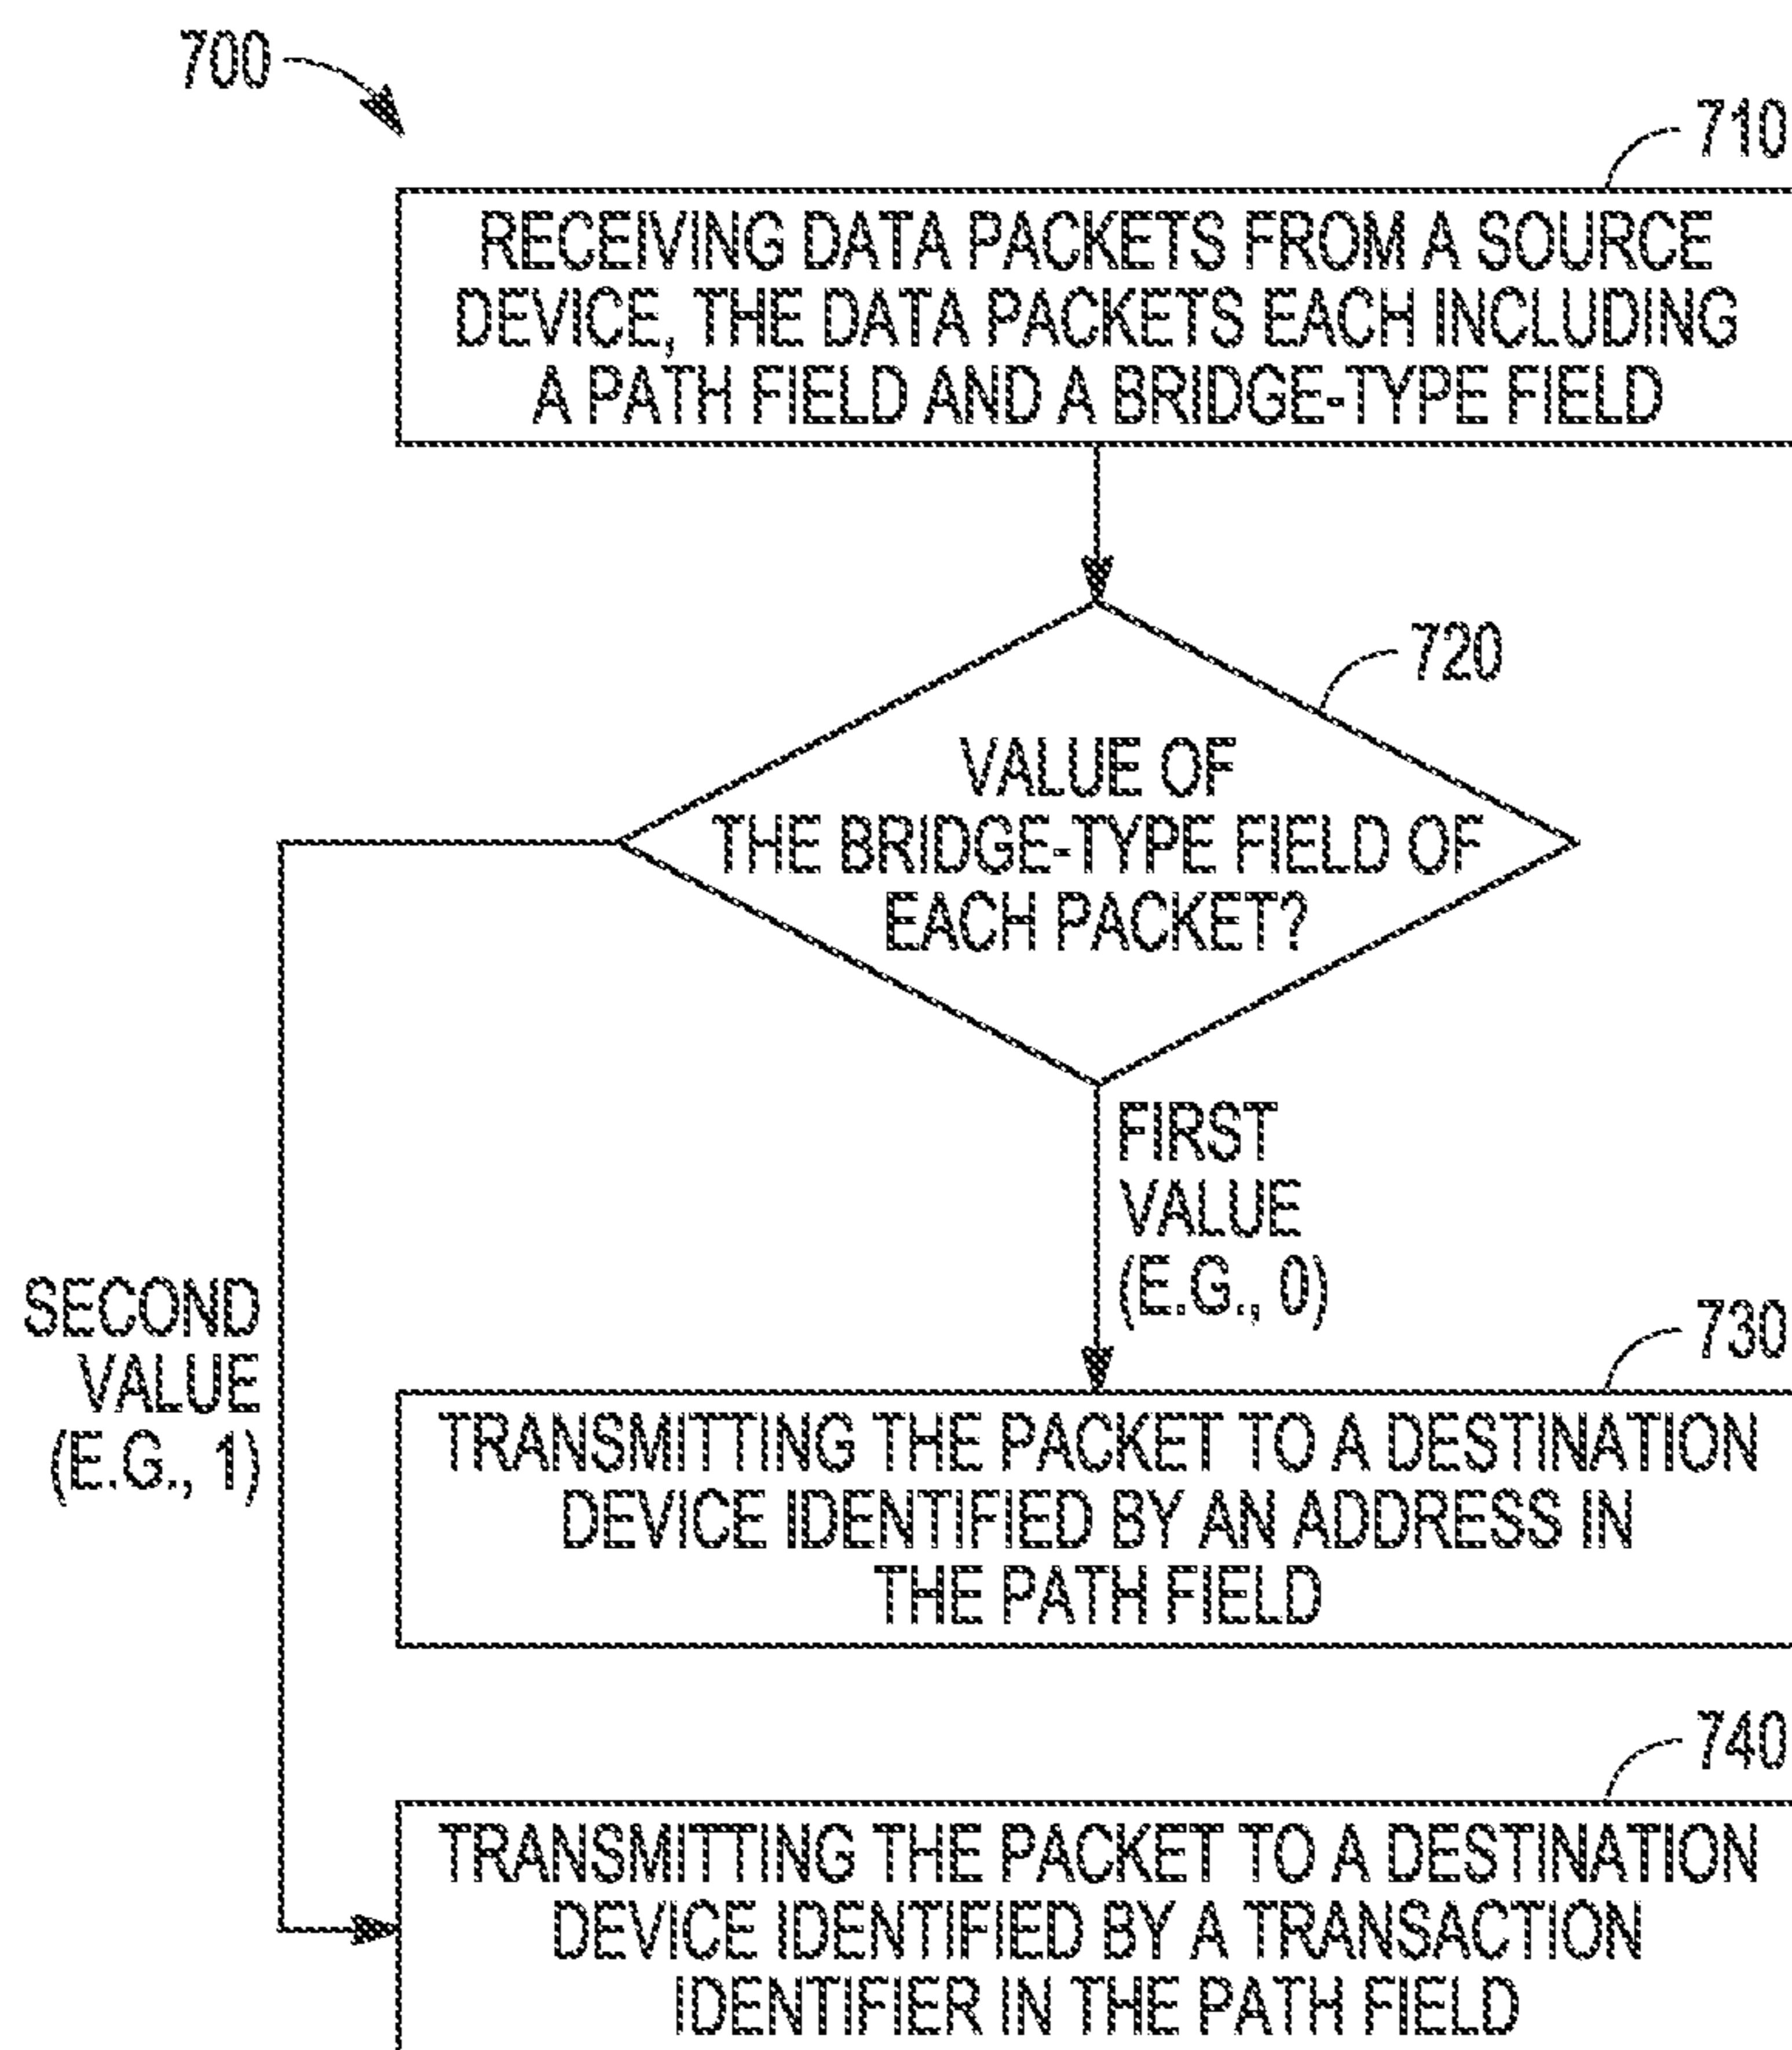 700
710
RECEIVING DATA PACKETS FROM A SOURCE
DEVICE, THE DATA PACKETS EACH INCLUDING
A PATH FIELD AND A BRIDGE-TYPE FIELD
720
VALUE OF
THE BRIDGE-TYPE FIELD OF
EACH PACKET?
FIRST
VALUE
(E.G., 0)
SECOND
VALUE
(E.G., 1)
730
TRANSMITTING THE PACKET TO A DESTINATION
DEVICE IDENTIFIED BY AN ADDRESS IN
THE PATH FIELD
740
TRANSMITTING THE PACKET TO A DESTINATION
DEVICE IDENTIFIED BY A TRANSACTION
IDENTIFIER IN THE PATH FIELD